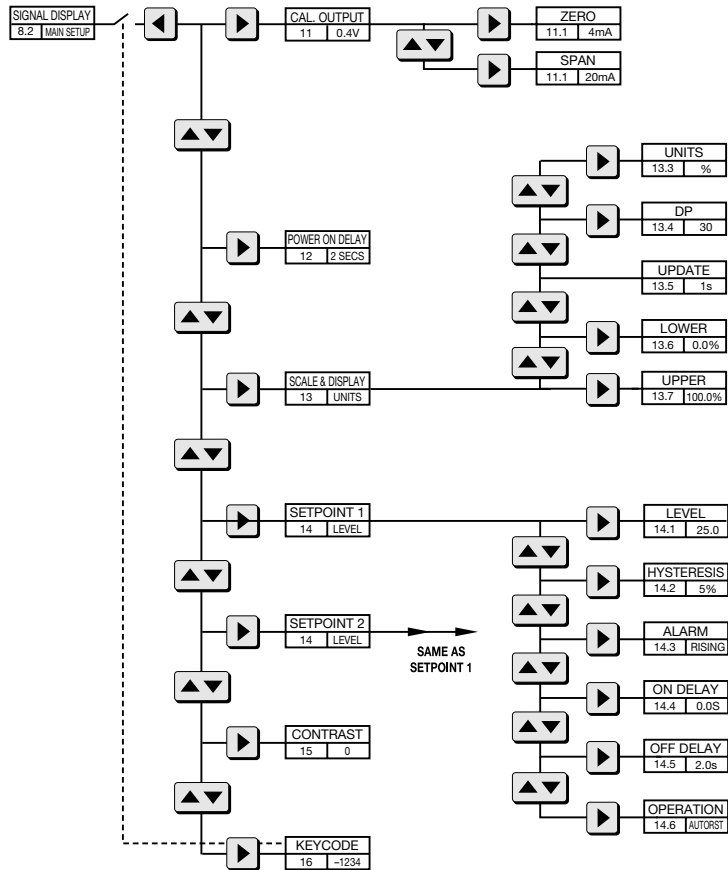 SIGNAL DISPLAY
8.2 MAIN SETUP
CAL. OUTPUT
11 0.4V
ZERO
11.1 4mA
SPAN
11.1 20mA
POWER ON DELAY
12 2 SECS
SCALE & DISPLAY
13 UNITS
UNITS
13.3 %
DP
13.4 30
UPDATE
13.5 1s
LOWER
13.6 0.0%
UPPER
13.7 100.0%
SETPOINT 1
14 LEVEL
LEVEL
14.1 25.0
HYSTERESIS
14.2 5%
ALARM
14.3 RISING
ON DELAY
14.4 0.0S
OFF DELAY
14.5 2.0s
OPERATION
14.6 AUTORST
SETPOINT 2
14 LEVEL
SAME AS
SETPOINT 1
CONTRAST
15 0
KEYCODE
16 –1234